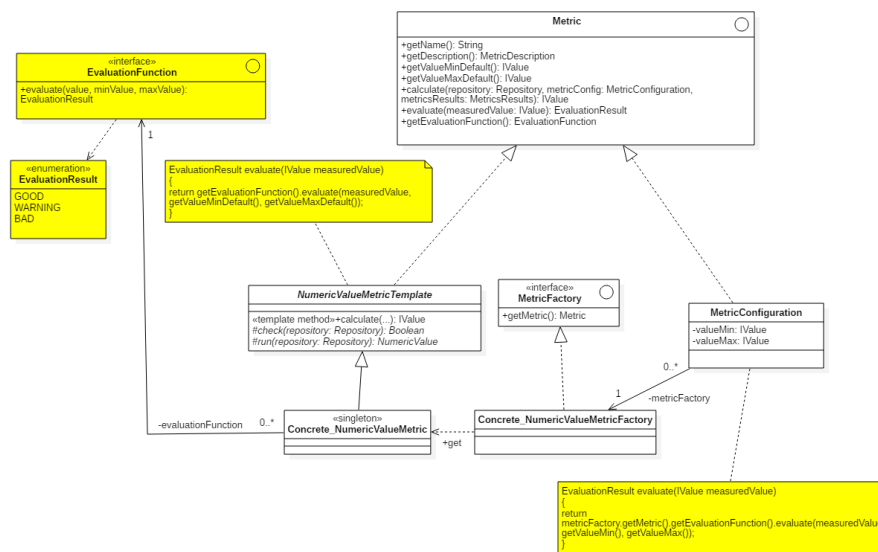 Metric
+getName(): String
+getDescription(): MetricDescription
+getValueMinDefault(): IValue
+getValueMaxDefault(): IValue
+calculate(repository: Repository, metricConfig: MetricConfiguration,
metricsResults: MetricsResults): IValue
+evaluate(measuredValue: IValue): EvaluationResult
+getEvaluationFunction(): EvaluationFunction
«interface»
EvaluationFunction
+evaluate(value, minValue, maxValue):
EvaluationResult
1
«enumeration»
EvaluationResult
GOOD
WARNING
BAD
EvaluationResult evaluate(IValue measuredValue)
{
return getEvaluationFunction().evaluate(measuredValue,
getValueMinDefault(), getValueMaxDefault());
}
NumericValueMetricTemplate
«template method»+calculate(...): IValue
#check(repository: Repository): Boolean
#run(repository: Repository): NumericValue
«interface»
MetricFactory
+getMetric(): Metric
MetricConfiguration
-valueMin: IValue
-valueMax: IValue
0..*
1
-metricFactory
-evaluationFunction
0..*
«singleton»
Concrete_NumericValueMetric
+get
Concrete_NumericValueMetricFactory
EvaluationResult evaluate(IValue measuredValue)
{
return
metricFactory.getMetric().getEvaluationFunction().evaluate(measuredValue
getValueMin(), getValueMax());
}